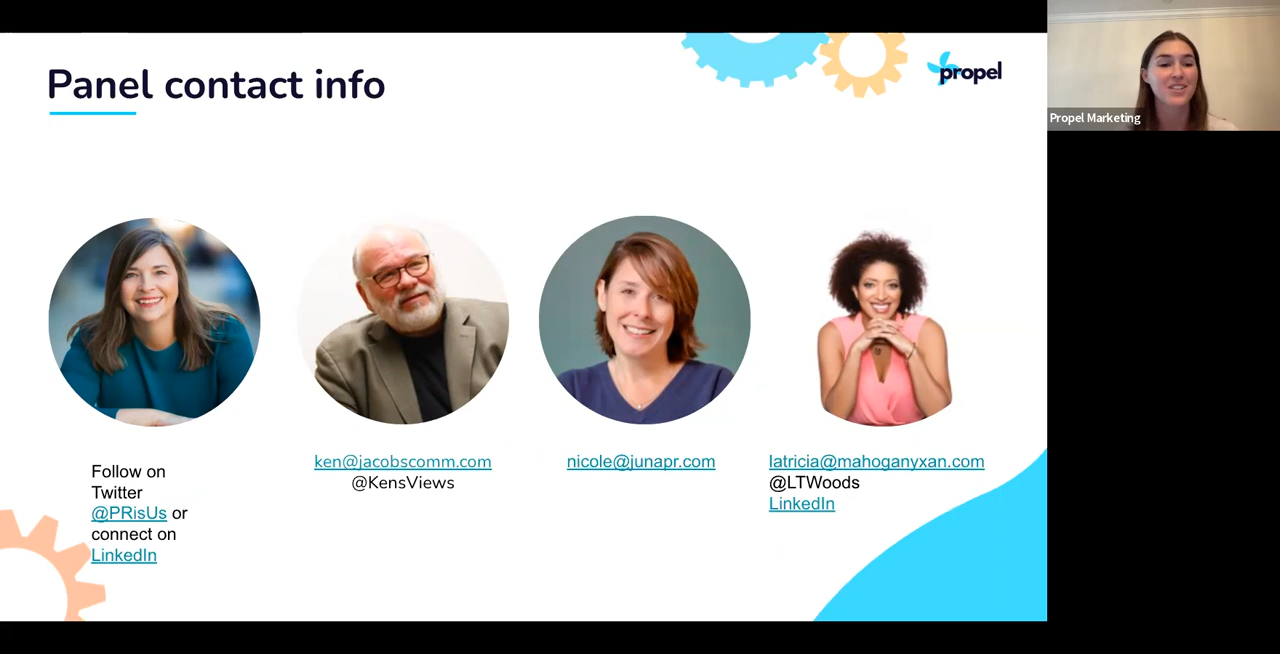 Panel contact info
propel
Propel Marketing
Follow on
Twitter
@PRisUs or
connect on
LinkedIn
ken@jacobscomm.com
@KensViews
nicole@junapr.com
latricia@mahoganyxan.com
@LTWoods
LinkedIn